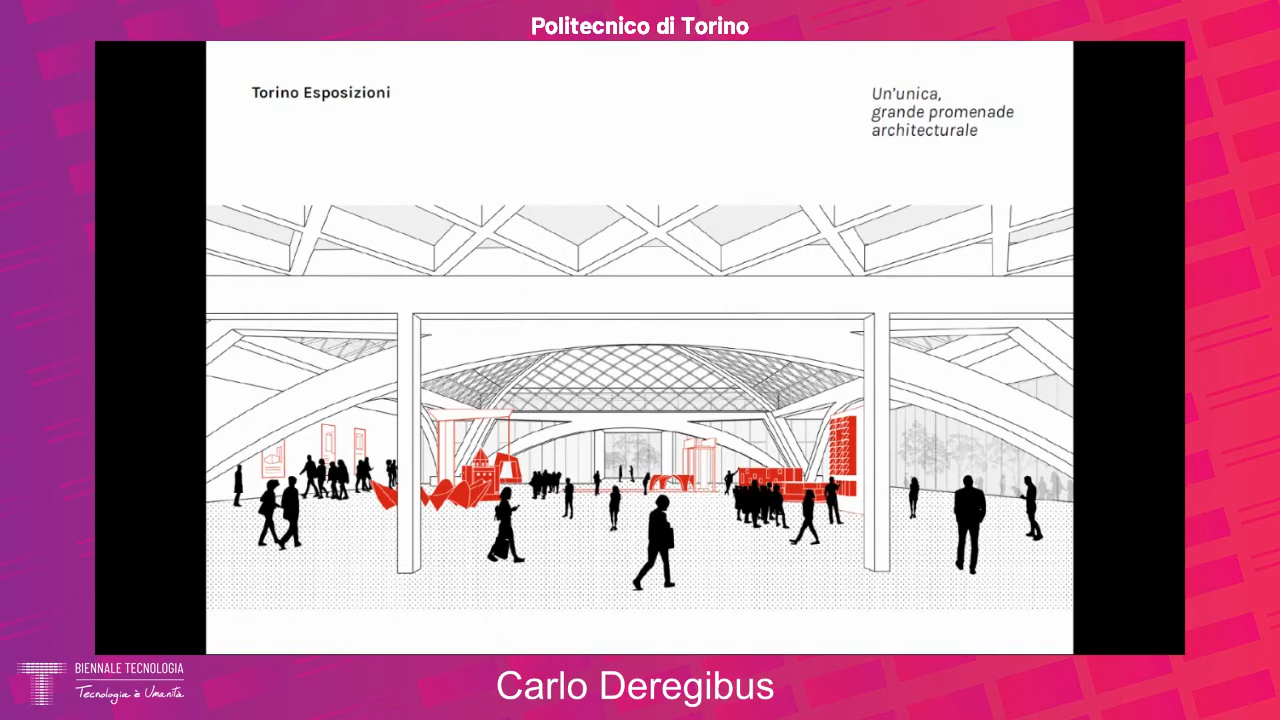 Politecnico di Torino
Torino Esposizioni
Un'unica,
grande promenade
architecturale
BIENNALE TECNOLOGIA
Tecnologia è Umanità
Carlo Deregibus